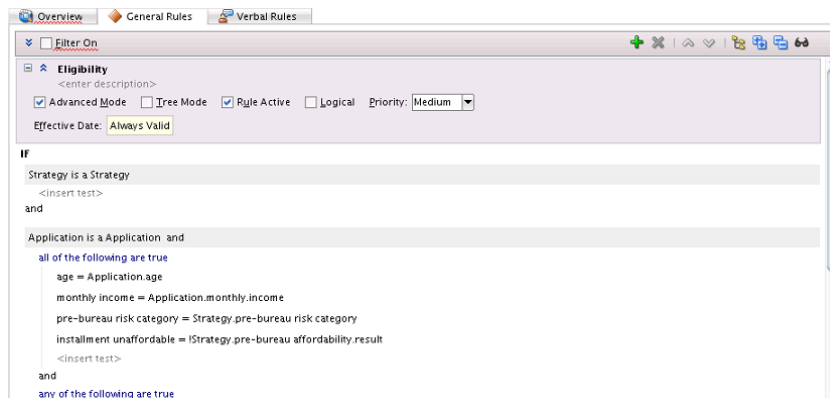 Overview General Rules Verbal Rules
Filter On
Eligibility
<enter description>
Advanced Mode Tree Mode Rule Active Logical Priority: Medium
Effective Date: Always Valid
IF
Strategy is a Strategy
<insert test>
and
Application is a Application and
all of the following are true
age = Application.age
monthly income = Application.monthly.income
pre-bureau risk category = Strategy.pre-bureau risk category
installment unaffordable = !Strategy.pre-bureau affordability.result
<insert test>
and
any of the following are true